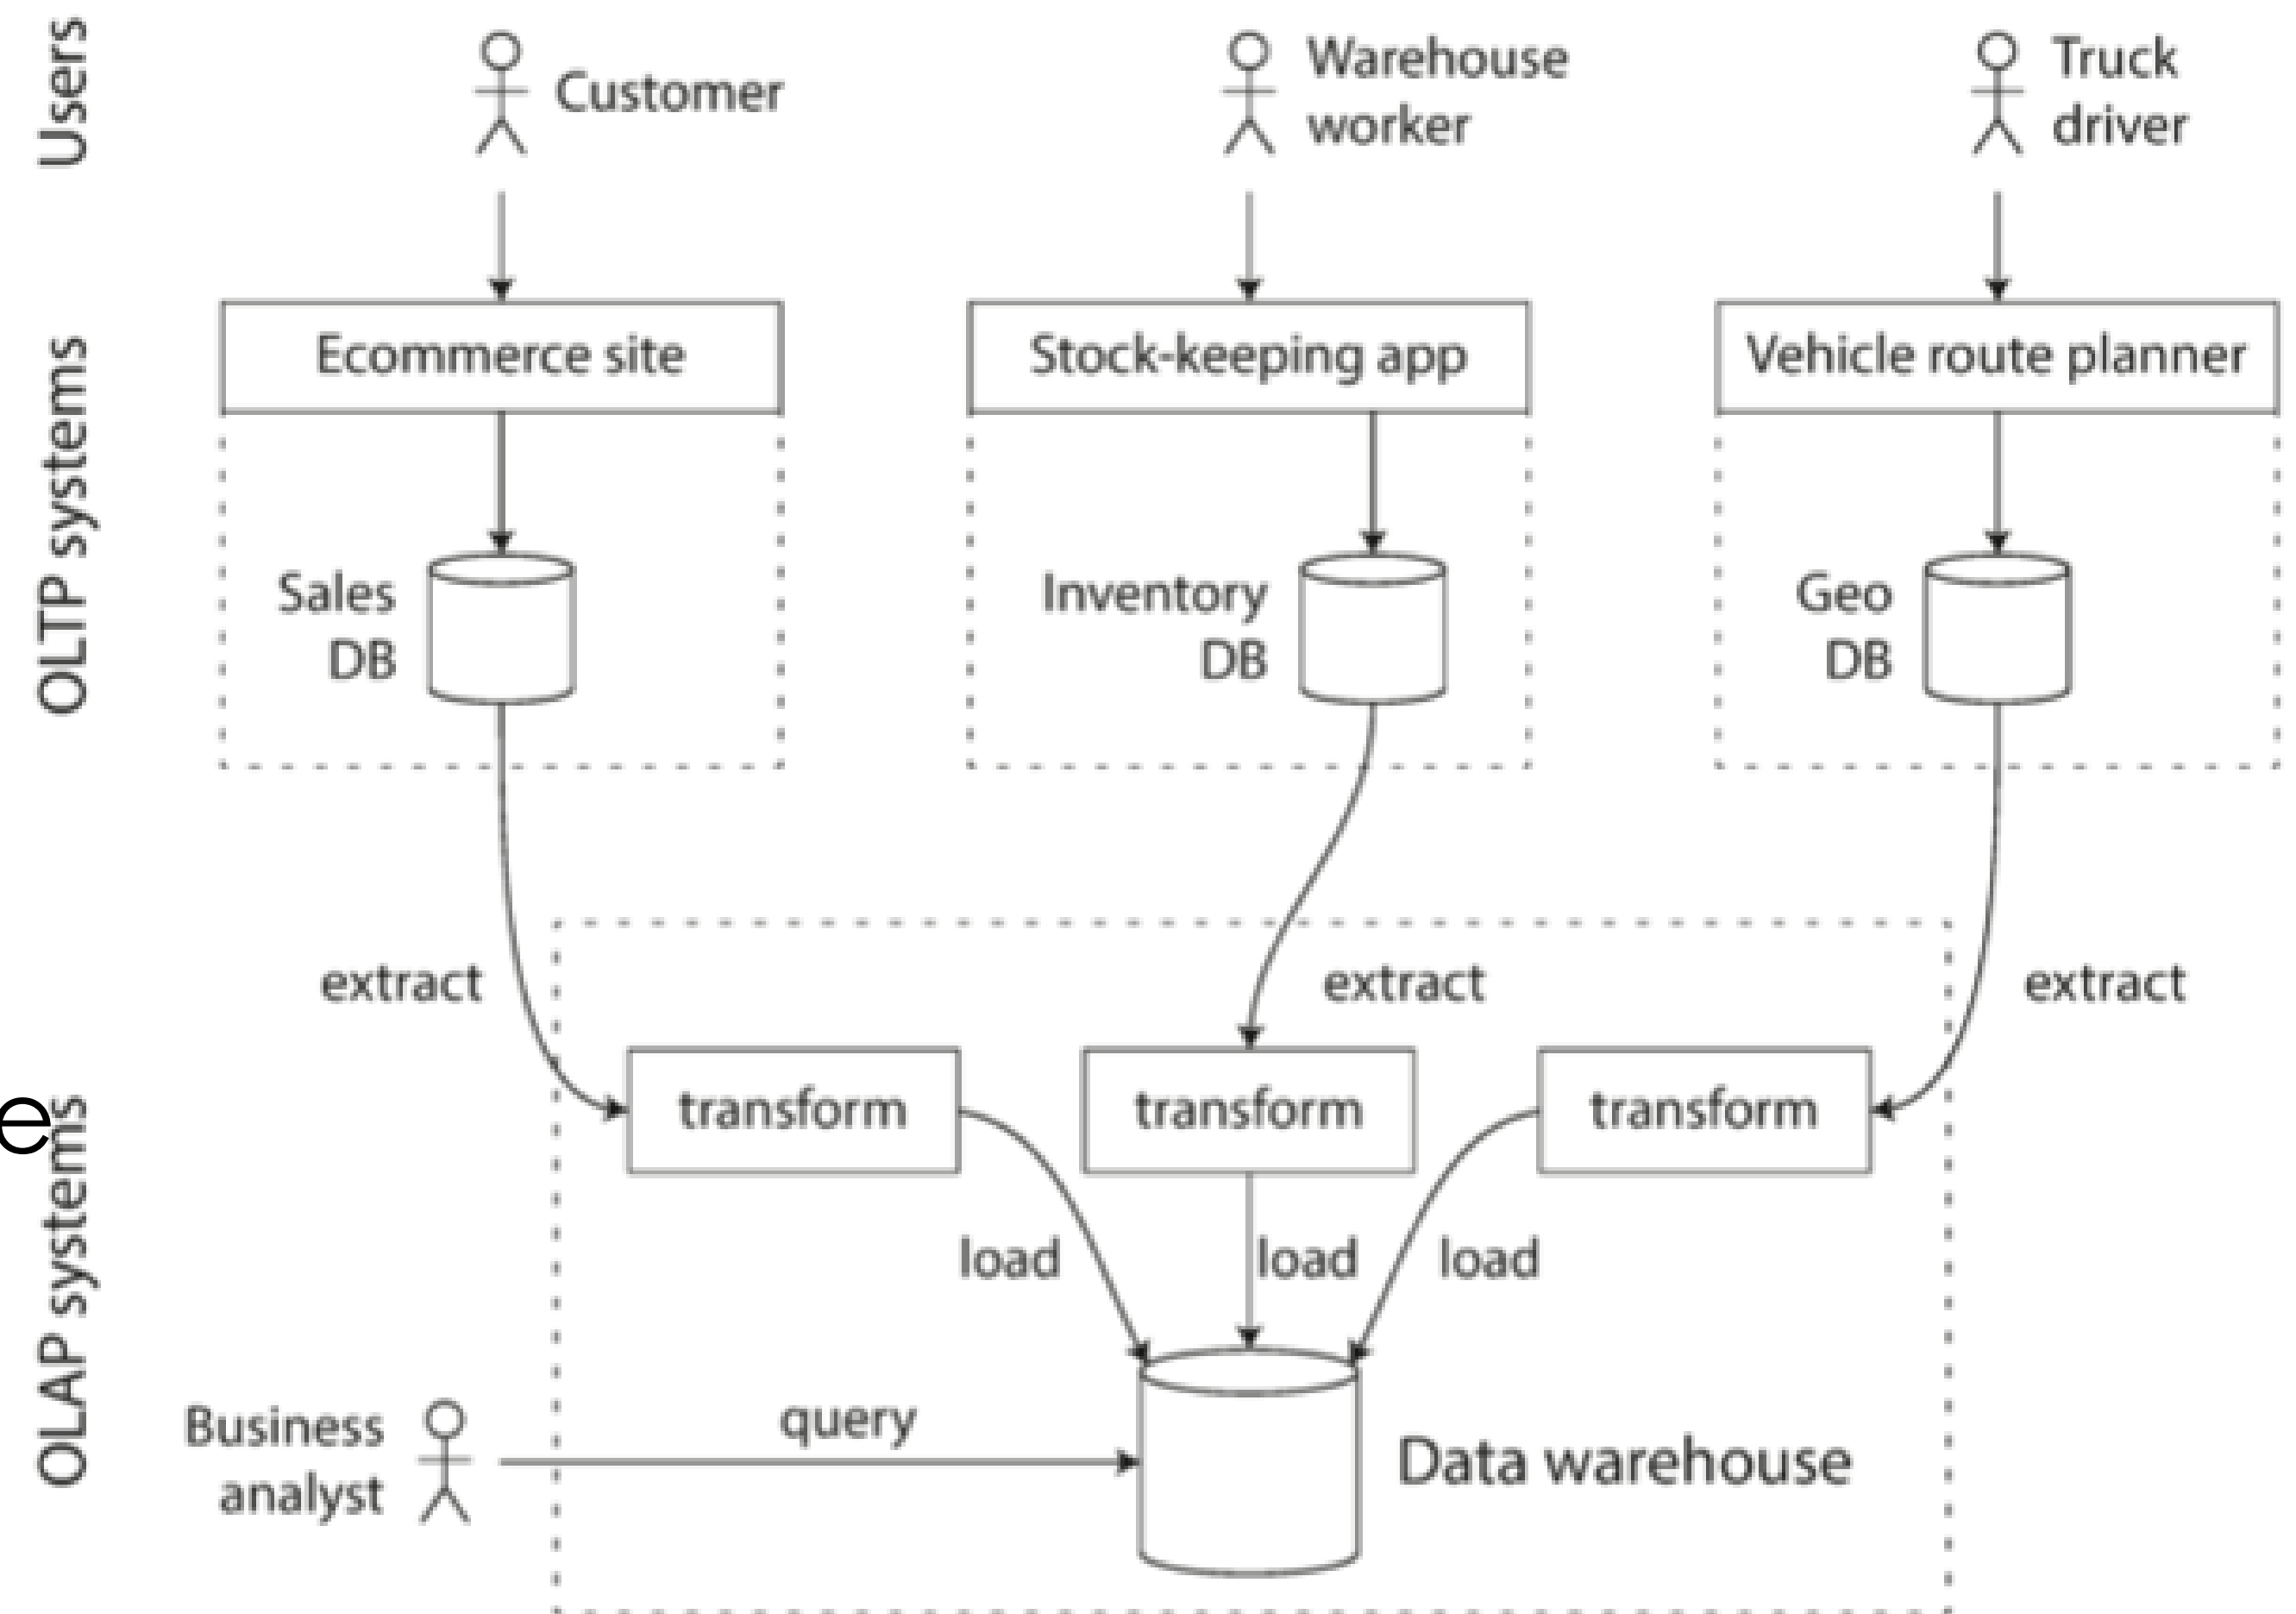 Users
Customer
Warehouse
worker
Truck
driver
OLTP systems
Ecommerce site
Stock-keeping app
Vehicle route planner
Sales
DB
Inventory
DB
Geo
DB
OLAP systems
e
extract
extract
extract
transform
transform
transform
load
load
load
Business
analyst
query
Data warehouse